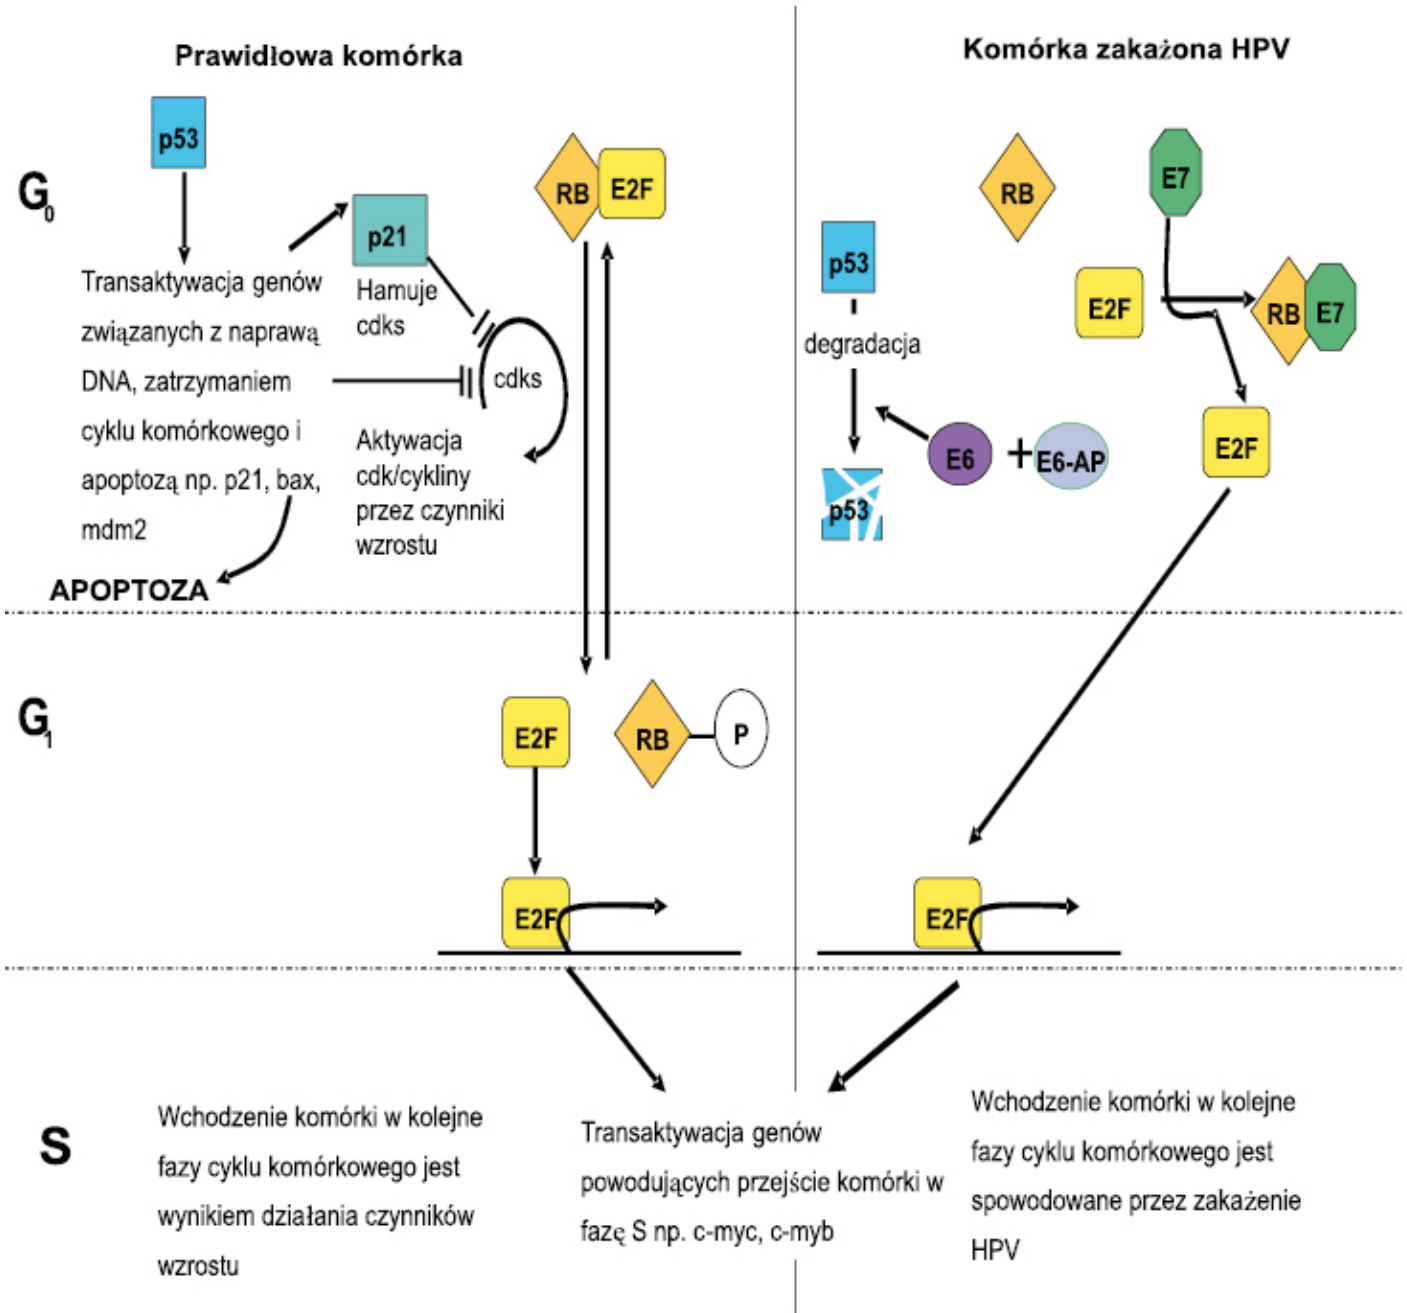 Prawidłowa komórka
p53
G0
p21
RB
E2F
Transaktywacja genów
związanych z naprawą
DNA, zatrzymaniem
cyklu komórkowego i
apoptozą np. p21, bax,
mdm2
APOPTOZA
Hamuje
cdks
cdks
Aktywacja
cdk/cykliny
przez czynniki
wzrostu
Komórka zakażona HPV
RB
E7
p53
E2F
RB
E7
degradacja
E6
+
E6-AP
E2F
p53
G1
E2F
RB
P
E2F
E2F
S
Wchodzenie komórki w kolejne
fazy cyklu komórkowego jest
wynikiem działania czynników
wzrostu
Transaktywacja genów
powodujących przejście komórki w
fazę S np. c-myc, c-myb
Wchodzenie komórki w kolejne
fazy cyklu komórkowego jest
spowodowane przez zakażenie
HPV